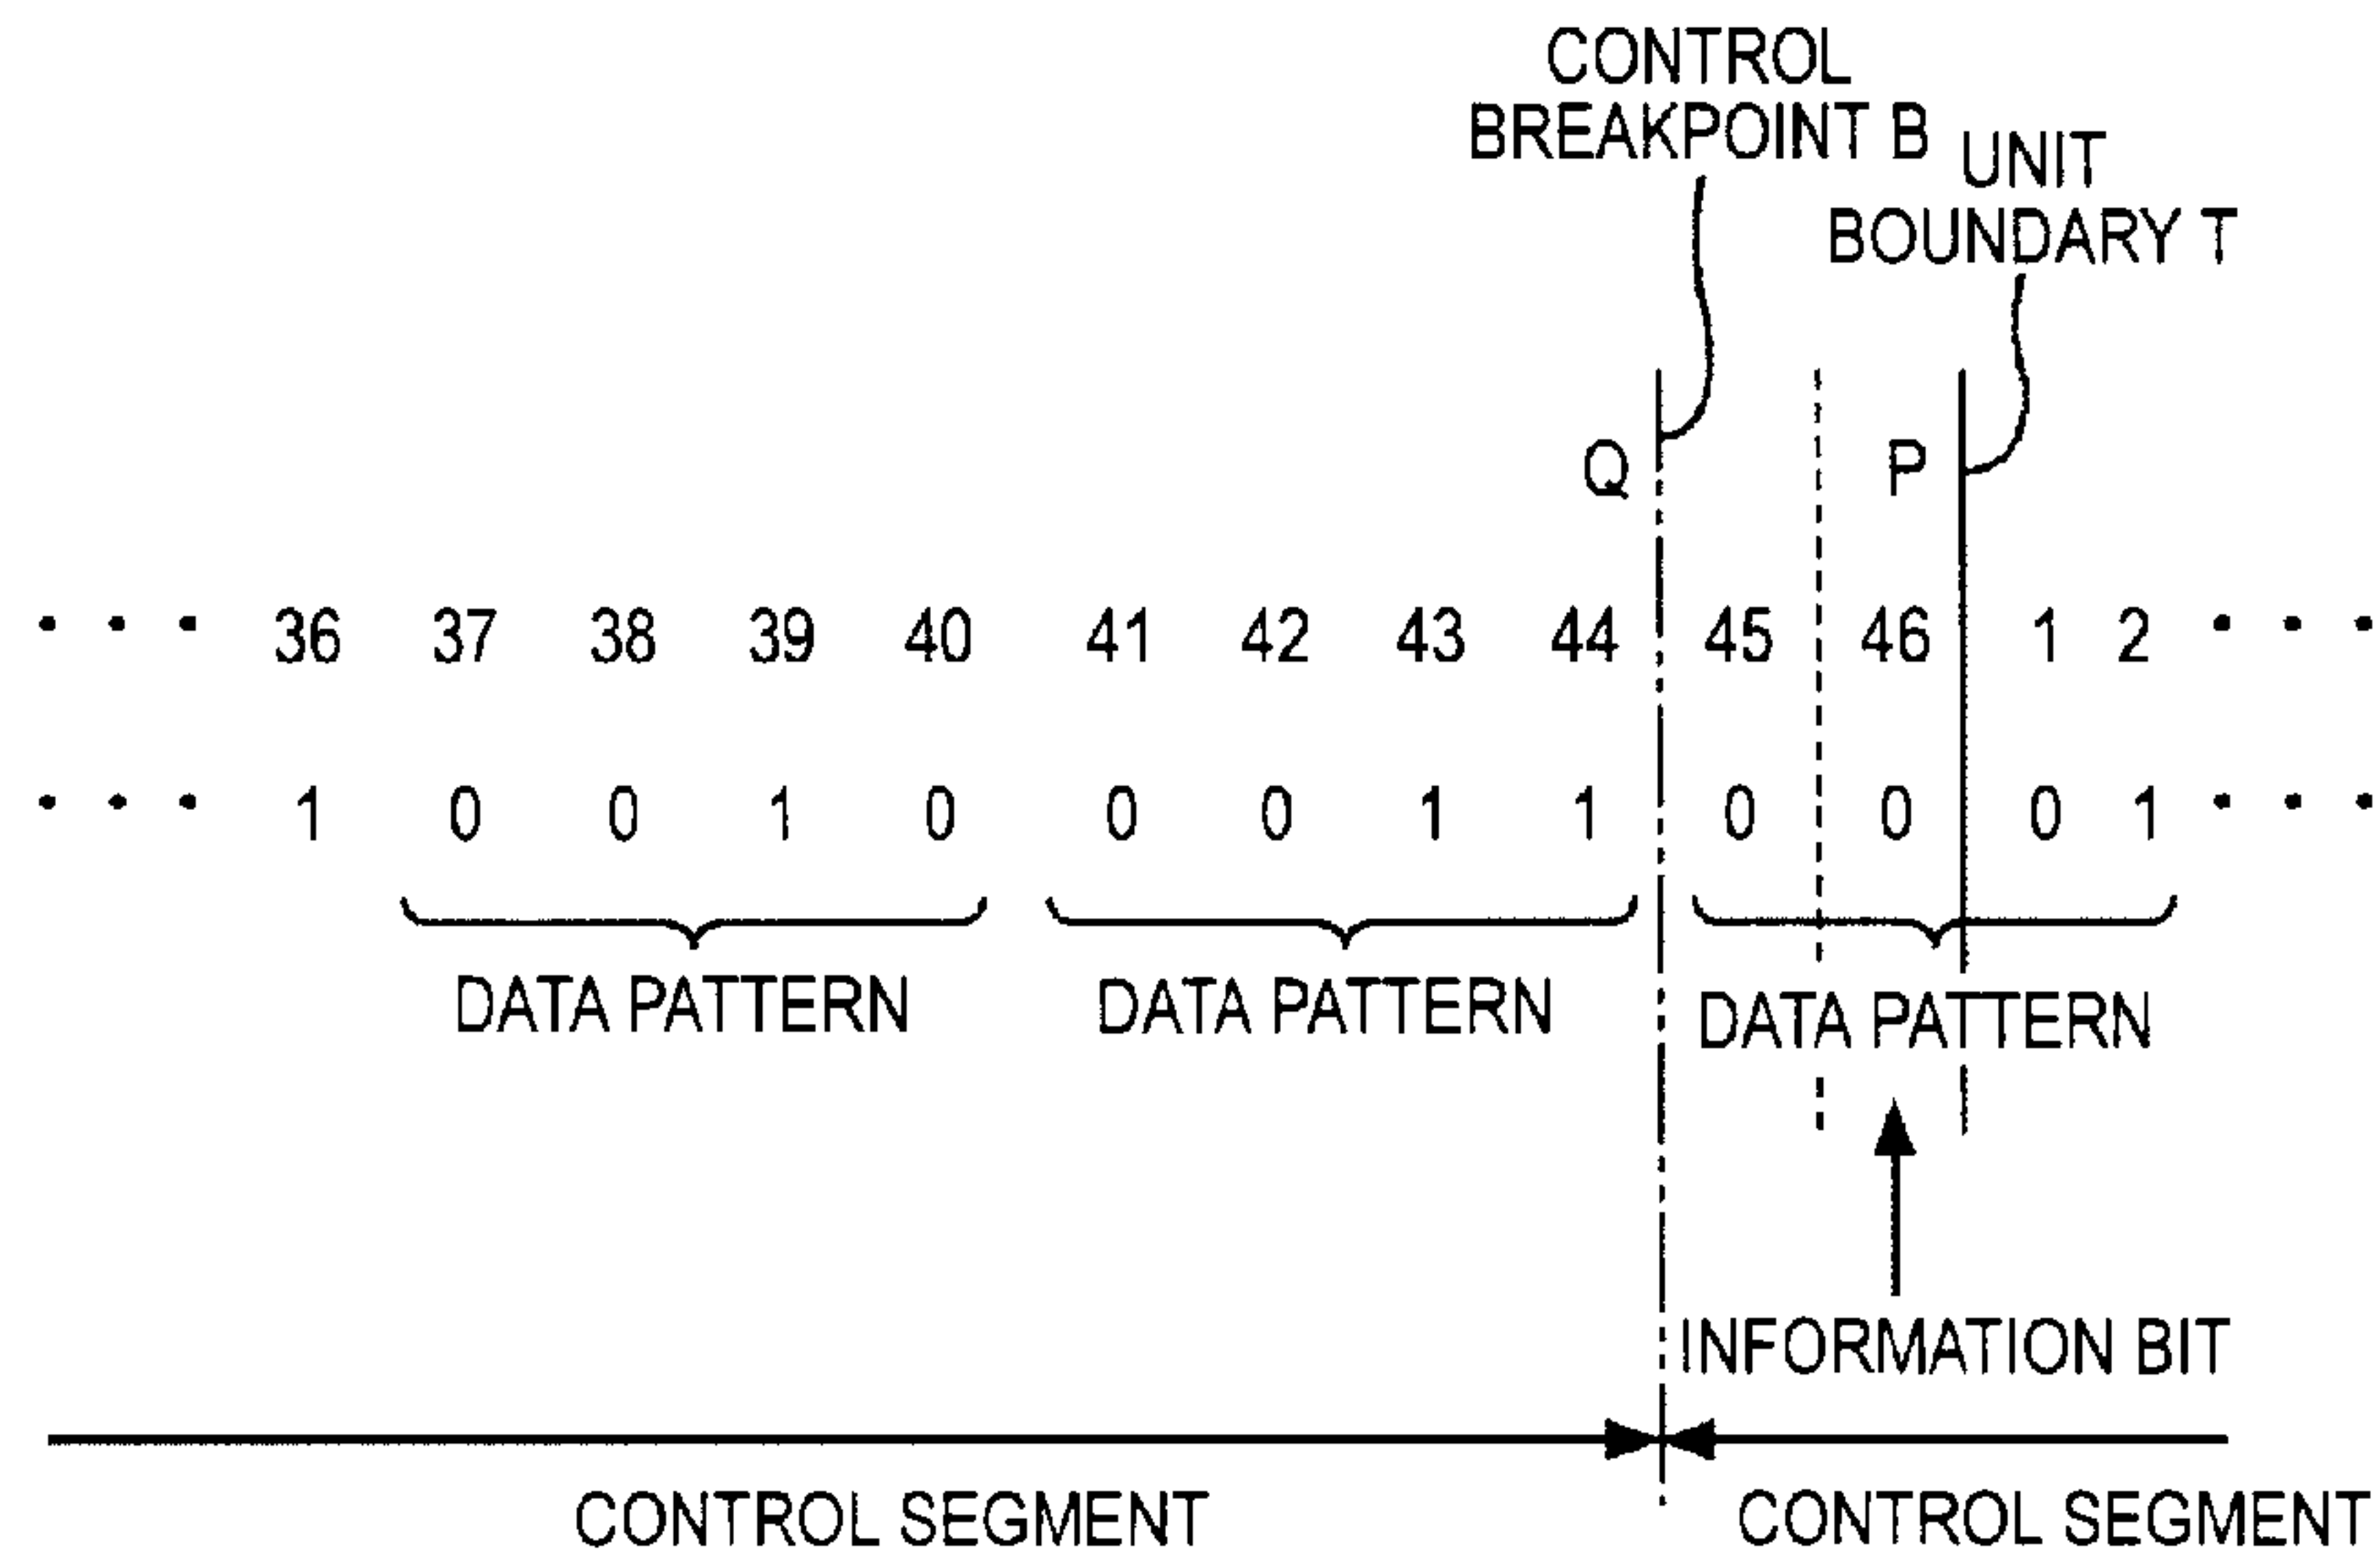 CONTROL
BREAKPOINT B
UNIT
BOUNDARY T
Q
P
· · · 36 37 38 39 40 41 42 43 44 45 46 1 2 · · ·
· · · 1 0 0 1 0 0 0 1 1 0 0 0 1 · · ·
DATA PATTERN DATA PATTERN DATA PATTERN
INFORMATION BIT
CONTROL SEGMENT CONTROL SEGMENT